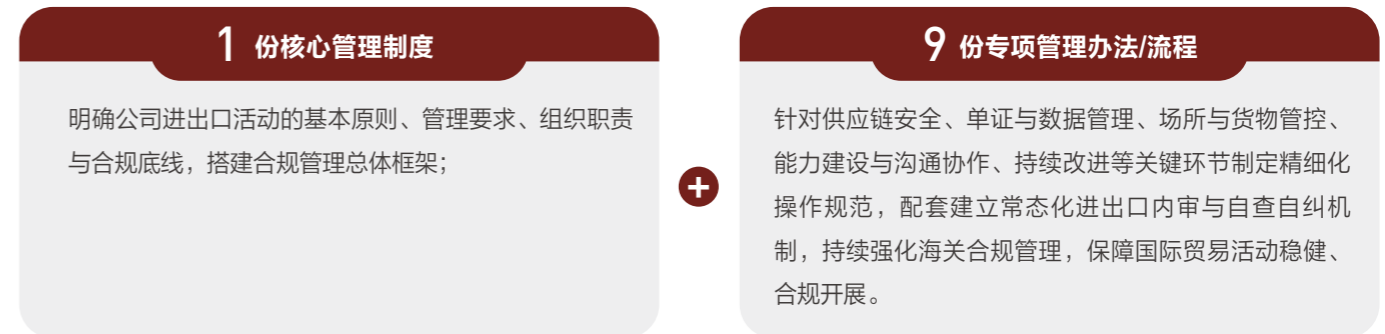 1 份核心管理制度
明确公司进出口活动的基本原则、管理要求、组织职责
与合规底线，搭建合规管理总体框架；
+
9 份专项管理办法/流程
针对供应链安全、单证与数据管理、场所与货物管控、
能力建设与沟通协作、持续改进等关键环节制定精细化
操作规范，配套建立常态化进出口内审与自查自纠机
制，持续强化海关合规管理，保障国际贸易活动稳健、
合规开展。